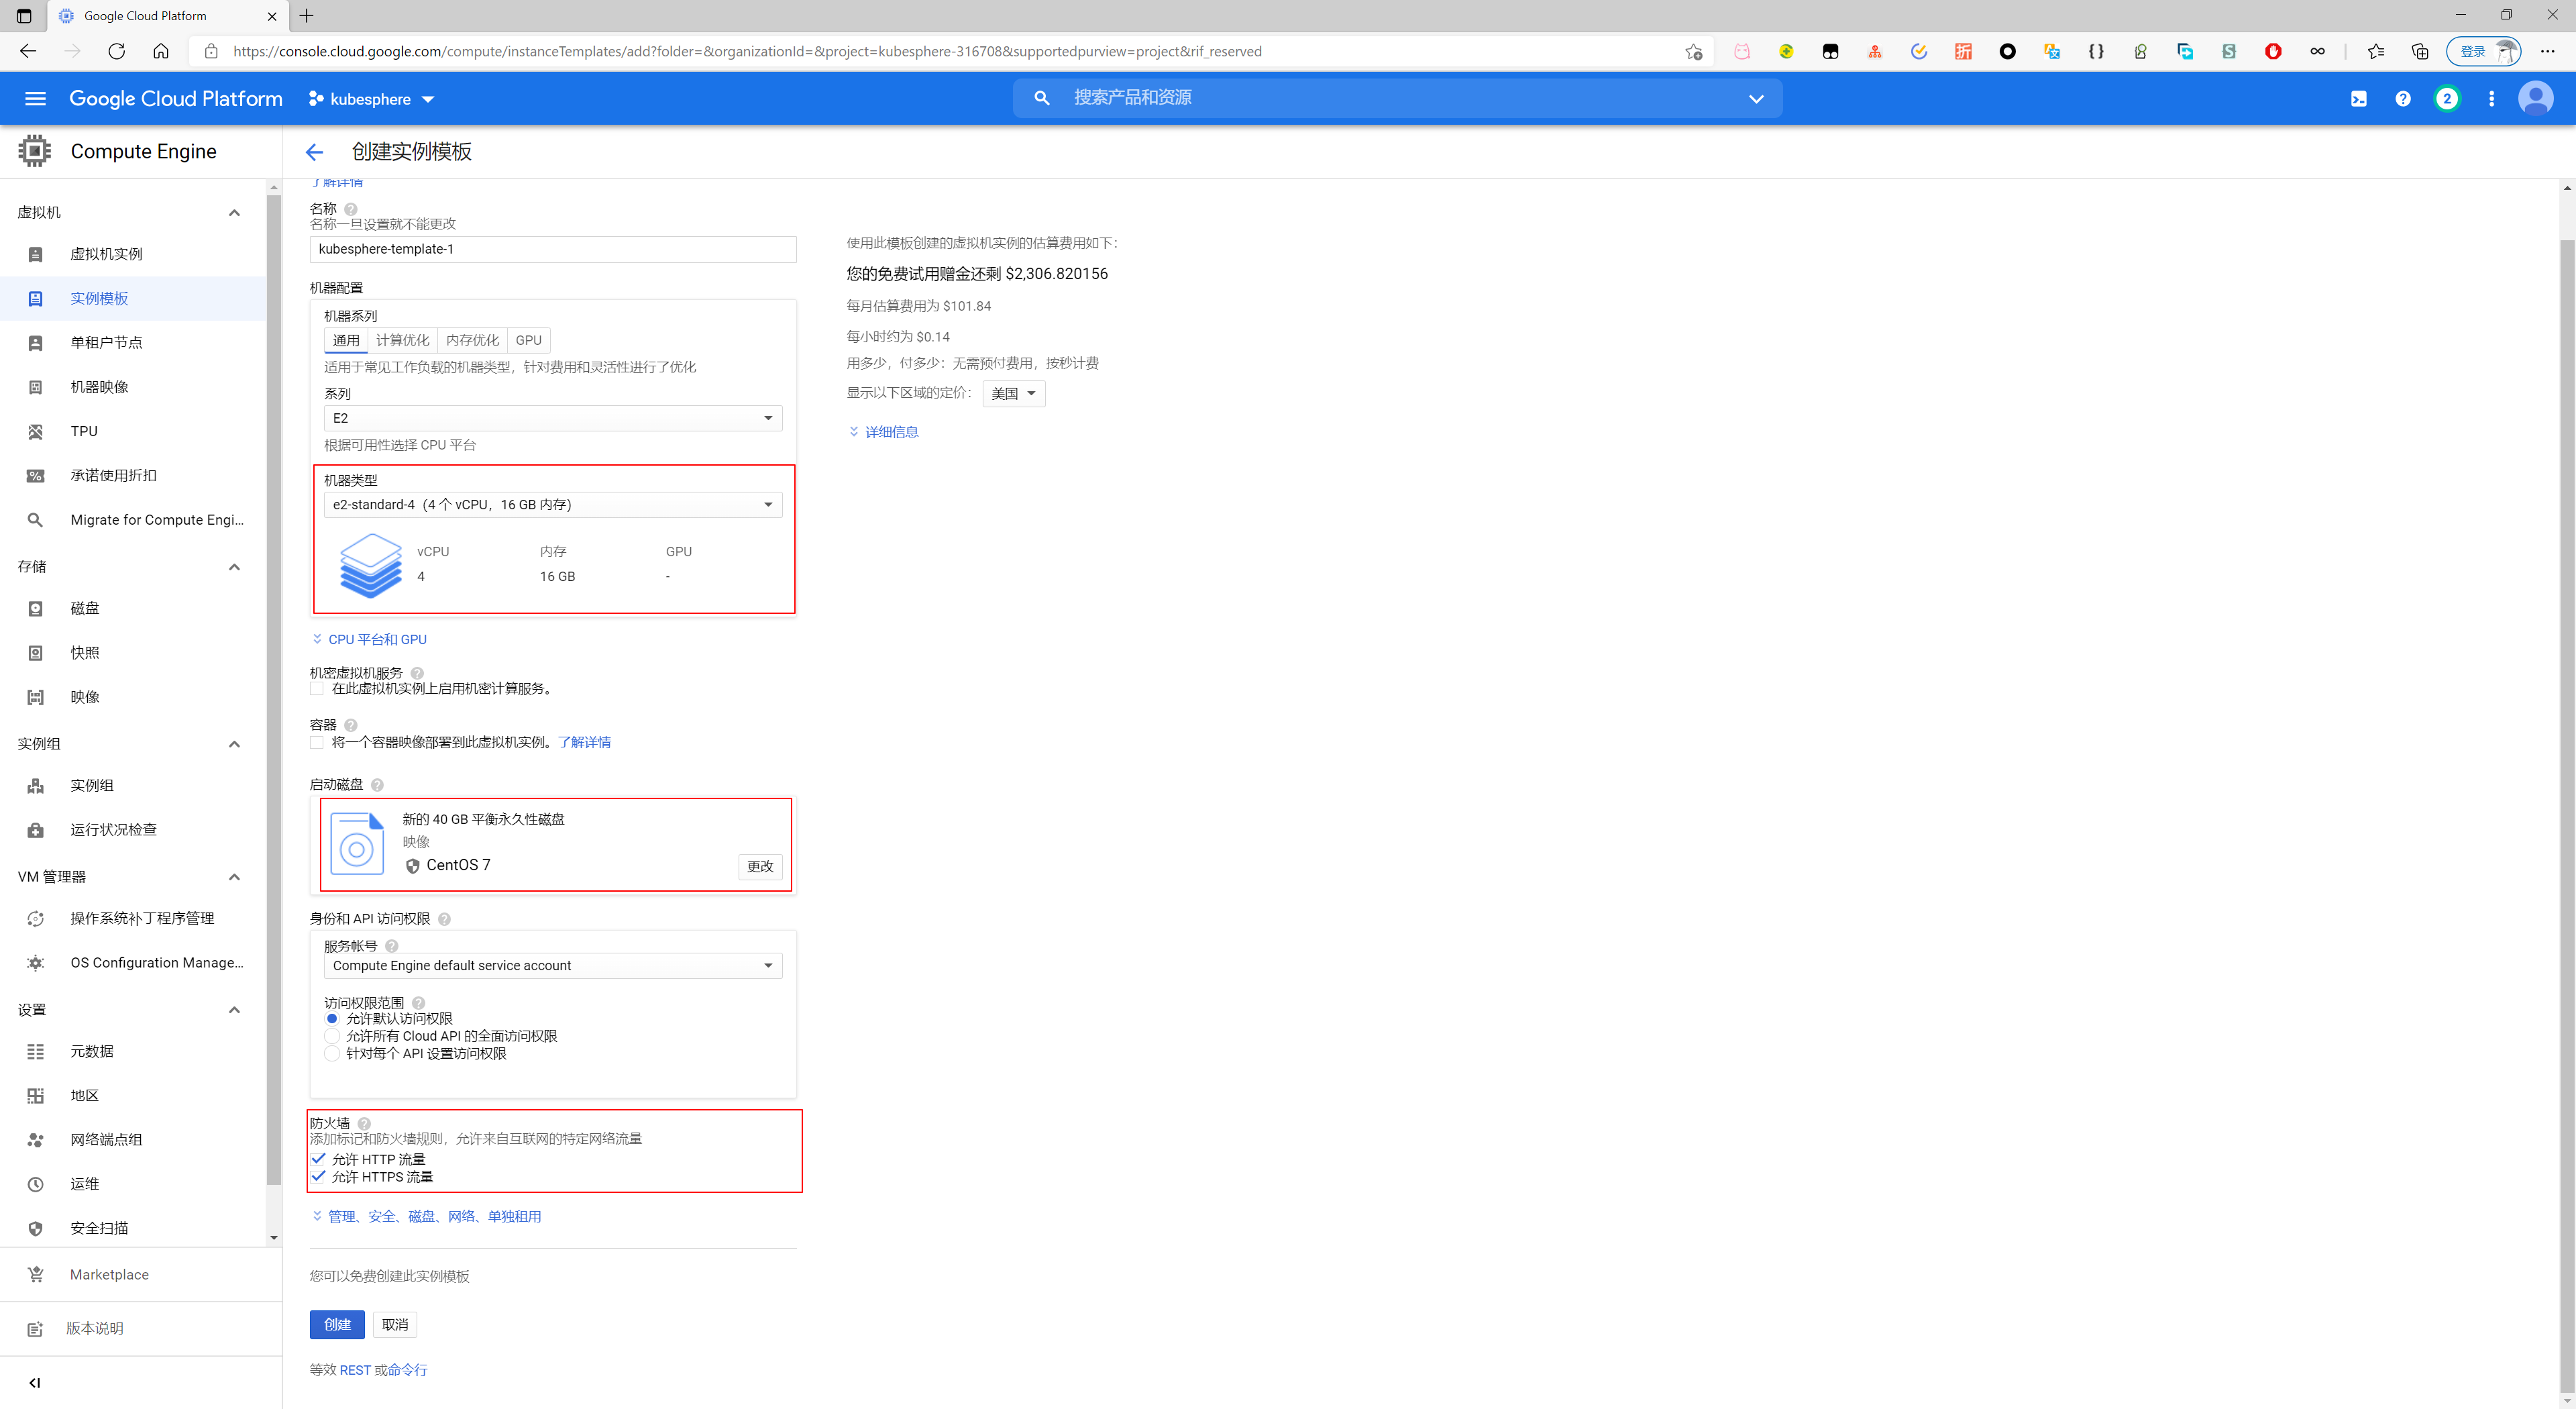 Google Cloud Platform
https://console.cloud.google.com/compute/instanceTemplates/add?folder=&organizationId=&project=kubesphere-316708&supportedpurview=project&rif_reserved
登录
Google Cloud Platform
kubesphere
搜索产品和资源
2
Compute Engine
创建实例模板
虚拟机
虚拟机实例
实例模板
单租户节点
机器映像
TPU
承诺使用折扣
Migrate for Compute Engi...
存储
磁盘
快照
映像
实例组
实例组
运行状况检查
VM 管理器
操作系统补丁程序管理
OS Configuration Manage...
设置
元数据
地区
网络端点组
运维
安全扫描
Marketplace
版本说明
了解详情
名称
名称一旦设置就不能更改
kubesphere-template-1
机器配置
机器系列
通用 计算优化 内存优化 GPU
适用于常见工作负载的机器类型，针对费用和灵活性进行了优化
系列
E2
根据可用性选择 CPU 平台
机器类型
e2-standard-4（4 个 vCPU，16 GB 内存）
vCPU 内存 GPU
4 16 GB -
CPU 平台和 GPU
机密虚拟机服务
在此虚拟机实例上启用机密计算服务。
容器
将一个容器映像部署到此虚拟机实例。了解详情
启动磁盘
新的 40 GB 平衡永久性磁盘
映像
CentOS 7
更改
身份和 API 访问权限
服务帐号
Compute Engine default service account
访问权限范围
允许默认访问权限
允许所有 Cloud API 的全面访问权限
针对每个 API 设置访问权限
防火墙
添加标记和防火墙规则，允许来自互联网的特定网络流量
允许 HTTP 流量
允许 HTTPS 流量
管理、安全、磁盘、网络、单独租用
您可以免费创建此实例模板
创建 取消
等效 REST 或命令行
使用此模板创建的虚拟机实例的估算费用如下：
您的免费试用赠金还剩 $2,306.820156
每月估算费用为 $101.84
每小时约为 $0.14
用多少，付多少：无需预付费用，按秒计费
显示以下区域的定价： 美国
详细信息